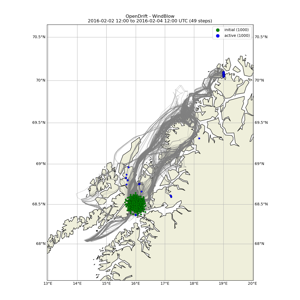 OpenDrift - WindBlow
2016-02-02 12:00 to 2016-02-04 12:00 UTC (49 steps)
initial (1000)
active (1000)
70.5°N
70.5°N
70°N
70°N
69.5°N
69.5°N
69°N
69°N
68.5°N
68.5°N
68°N
68°N
13°E
14°E
15°E
16°E
17°E
18°E
19°E
20°E